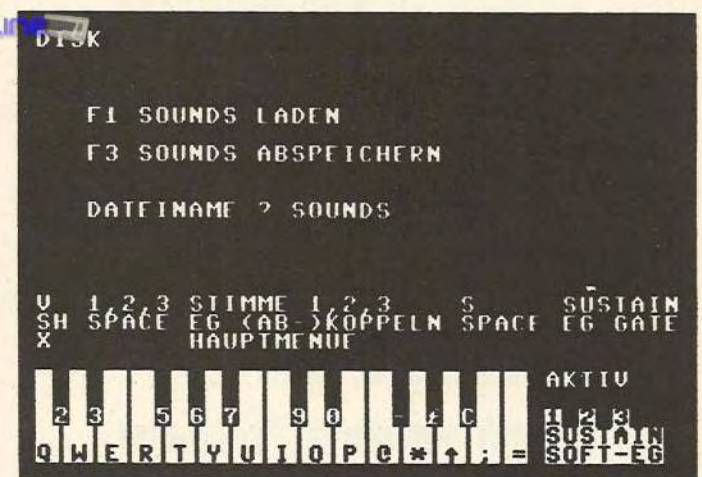 DISK
F1 SOUNDS LADEN
F3 SOUNDS ABSPEICHERN
DATEINAME ? SOUNDS
V 1,2,3 STIMME 1,2,3 S SUSTAIN
SH SPACE EG (AB-)KOPPELN SPACE EG GATE
X HAUPTMENUE
AKTIV
2 3 5 6 7 9 0 - £ C
1 2 3
SUSTAIN
Q W E R T Y U I O P @ * ↑ ; =
SOFT-EG